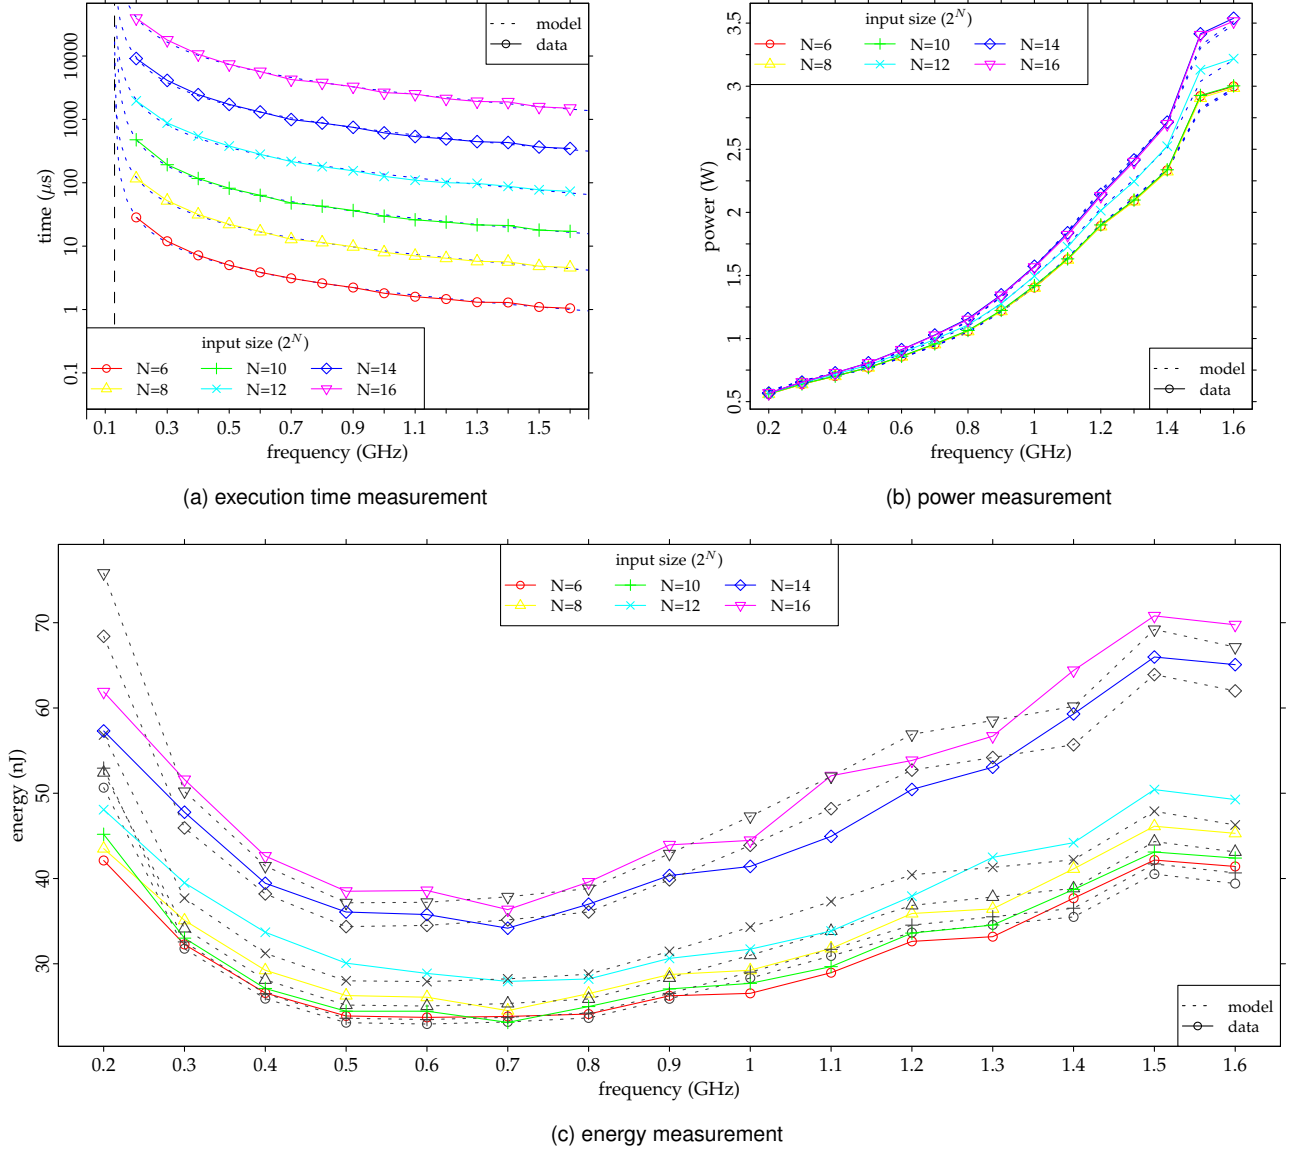 10000
1000
100
10
1
0.1
time (μs)
model
data
input size (2^N)
N=6 N=10 N=14
N=8 N=12 N=16
0.1 0.3 0.5 0.7 0.9 1.1 1.3 1.5
frequency (GHz)
(a) execution time measurement
3.5
3
2.5
2
1.5
1
0.5
power (W)
input size (2^N)
N=6 N=10 N=14
N=8 N=12 N=16
model
data
0.2 0.4 0.6 0.8 1 1.2 1.4 1.6
frequency (GHz)
(b) power measurement
70
60
50
40
30
energy (nJ)
input size (2^N)
N=6 N=10 N=14
N=8 N=12 N=16
model
data
0.2 0.3 0.4 0.5 0.6 0.7 0.8 0.9 1 1.1 1.2 1.3 1.4 1.5 1.6
frequency (GHz)
(c) energy measurement